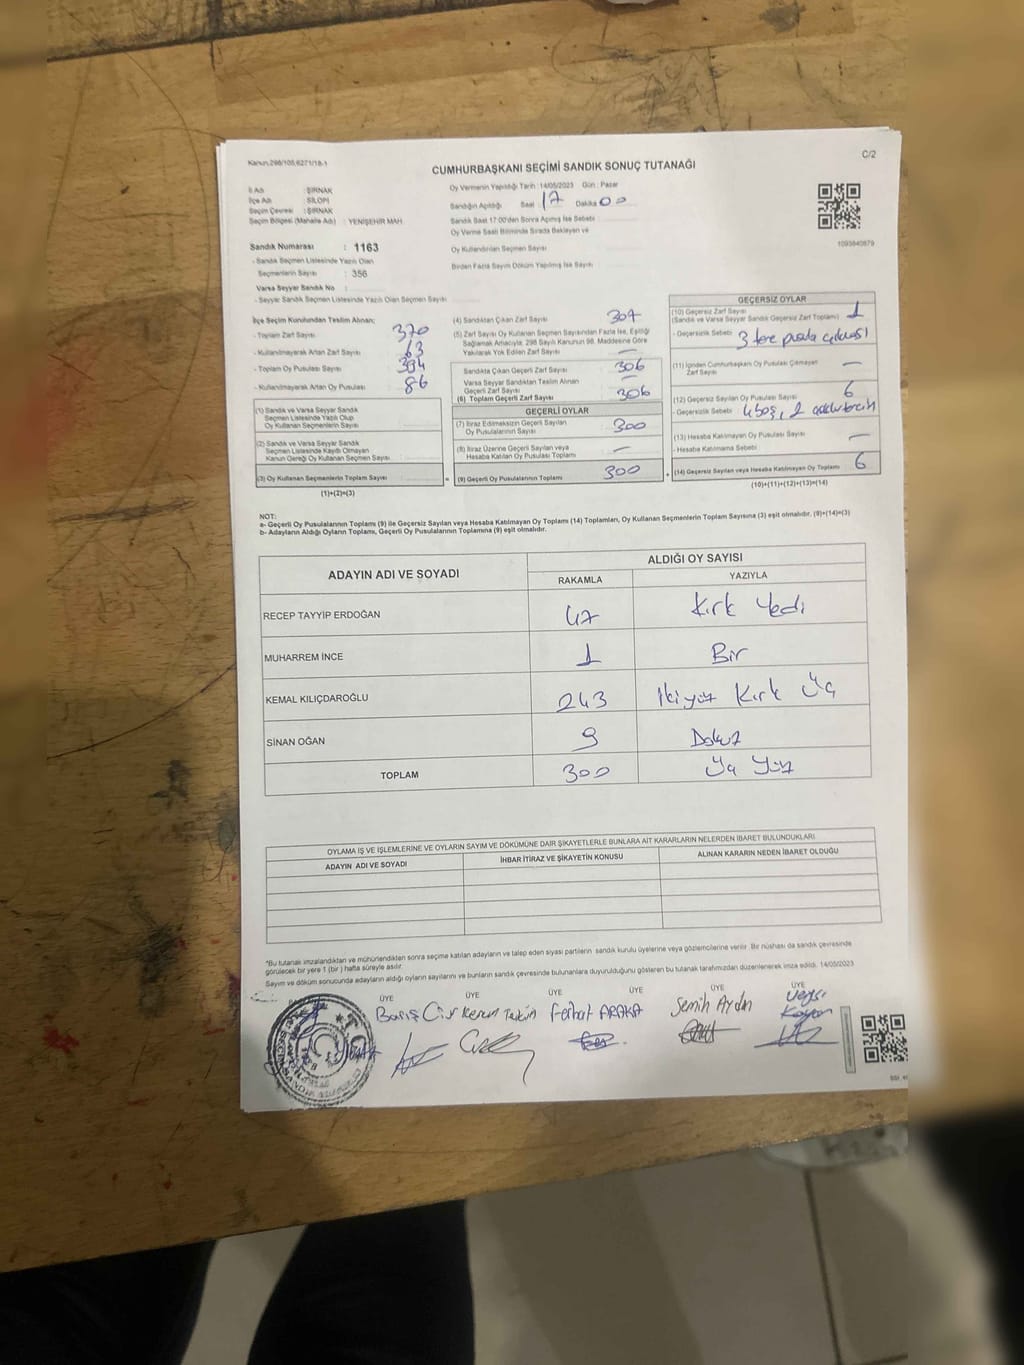 Kanun:298/105,6271/18-1
C/2
CUMHURBAŞKANI SEÇİMİ SANDIK SONUÇ TUTANAĞI
İl Adı : ŞIRNAK
İlçe Adı : SİLOPİ
Seçim Çevresi : ŞIRNAK
Seçim Bölgesi (Mahalle Adı) : YENİŞEHİR MAH.
Sandık Numarası : 1163
- Sandık Seçmen Listesinde Yazılı Olan
Seçmenlerin Sayısı : 356
Varsa Seyyar Sandık No :
- Seyyar Sandık Seçmen Listesinde Yazılı Olan Seçmen Sayısı
Oy Vermenin Yapıldığı Tarih : 14/05/2023 Gün : Pazar
Sandığın Açıldığı Saat 17 Dakika 00
Sandık Saat 17:00'den Sonra Açılmış İse Sebebi
Oy Verme Saati Bitiminde Sırada Bekleyen ve
Oy Kullandırılan Seçmen Sayısı
Birden Fazla Sayım Döküm Yapılmış İse Sayısı
1093840879
İlçe Seçim Kurulundan Teslim Alınan;
- Toplam Zarf Sayısı 370
- Kullanılmayarak Artan Zarf Sayısı 63
- Toplam Oy Pusulası Sayısı
- Kullanılmayarak Artan Oy Pusulası 86
(1) Sandık ve Varsa Seyyar Sandık
Seçmen Listesinde Yazılı Olup
Oy Kullanan Seçmenlerin Sayısı
(2) Sandık ve Varsa Seyyar Sandık
Seçmen Listesinde Kayıtlı Olmayan
Kanun Gereği Oy Kullanan Seçmen Sayısı
(3) Oy Kullanan Seçmenlerin Toplam Sayısı
(1)+(2)=(3)
(4) Sandıktan Çıkan Zarf Sayısı 307
(5) Zarf Sayısı Oy Kullanan Seçmen Sayısından Fazla İse, Eşitliği
Sağlamak Amacıyla, 298 Sayılı Kanunun 98. Maddesine Göre
Yakılarak Yok Edilen Zarf Sayısı —
Sandıkta Çıkan Geçerli Zarf Sayısı 306
Varsa Seyyar Sandıktan Teslim Alınan
Geçerli Zarf Sayısı —
(6) Toplam Geçerli Zarf Sayısı 306
GEÇERLİ OYLAR
(7) İtiraz Edilmeksizin Geçerli Sayılan
Oy Pusulalarının Sayısı 300
(8) İtiraz Üzerine Geçerli Sayılan veya
Hesaba Katılan Oy Pusulası Toplamı —
(9) Geçerli Oy Pusulalarının Toplamı 300
GEÇERSİZ OYLAR
(10) Geçersiz Zarf Sayısı
(Sandık ve Varsa Seyyar Sandık Geçersiz Zarf Toplamı) 1
- Geçersizlik Sebebi 3 tere pusula çıkması
(11) İçinden Cumhurbaşkanı Oy Pusulası Çıkmayan
Zarf Sayısı —
(12) Geçersiz Sayılan Oy Pusulası Sayısı 6
- Geçersizlik Sebebi 4 boş, 2
(13) Hesaba Katılmayan Oy Pusulası Sayısı —
- Hesaba Katılmama Sebebi
(14) Geçersiz Sayılan veya Hesaba Katılmayan Oy Toplamı 6
(10)+(11)+(12)+(13)=(14)
NOT:
a- Geçerli Oy Pusulalarının Toplamı (9) ile Geçersiz Sayılan veya Hesaba Katılmayan Oy Toplamı (14) Toplamları, Oy Kullanan Seçmenlerin Toplam Sayısına (3) eşit olmalıdır. (9)+(14)=(3)
b- Adayların Aldığı Oyların Toplamı, Geçerli Oy Pusulalarının Toplamına (9) eşit olmalıdır.
ADAYIN ADI VE SOYADI
ALDIĞI OY SAYISI
RAKAMLA YAZIYLA
RECEP TAYYİP ERDOĞAN 47 Kırk Yedi
MUHARREM İNCE 1 Bir
KEMAL KILIÇDAROĞLU 243 İkiyüz Kırk Üç
SİNAN OĞAN 9 Dokuz
TOPLAM 300 Üç Yüz
OYLAMA İŞ VE İŞLEMLERİNE VE OYLARIN SAYIM VE DÖKÜMÜNE DAİR ŞİKAYETLERLE BUNLARA AİT KARARLARIN NELERDEN İBARET BULUNDUKLARI
ADAYIN ADI VE SOYADI İHBAR İTİRAZ VE ŞİKAYETİN KONUSU ALINAN KARARIN NEDEN İBARET OLDUĞU
*Bu tutanak imzalandıktan ve mühürlendikten sonra seçime katılan adayların ve talep eden siyasi partilerin sandık kurulu üyelerine veya gözlemcilerine verilir. Bir nüshası da sandık çevresinde
görülecek bir yere 1 (bir ) hafta süreyle asılır.
Sayım ve döküm sonucunda adayların aldığı oyların sayılarını ve bunların sandık çevresinde bulunanlara duyurulduğunu gösteren bu tutanak tarafımızdan düzenlenerek imza edildi. 14/05/2023
ÜYE ÜYE ÜYE ÜYE ÜYE ÜYE
Barış Ferhat ARAKA Semih Aydın Veysi